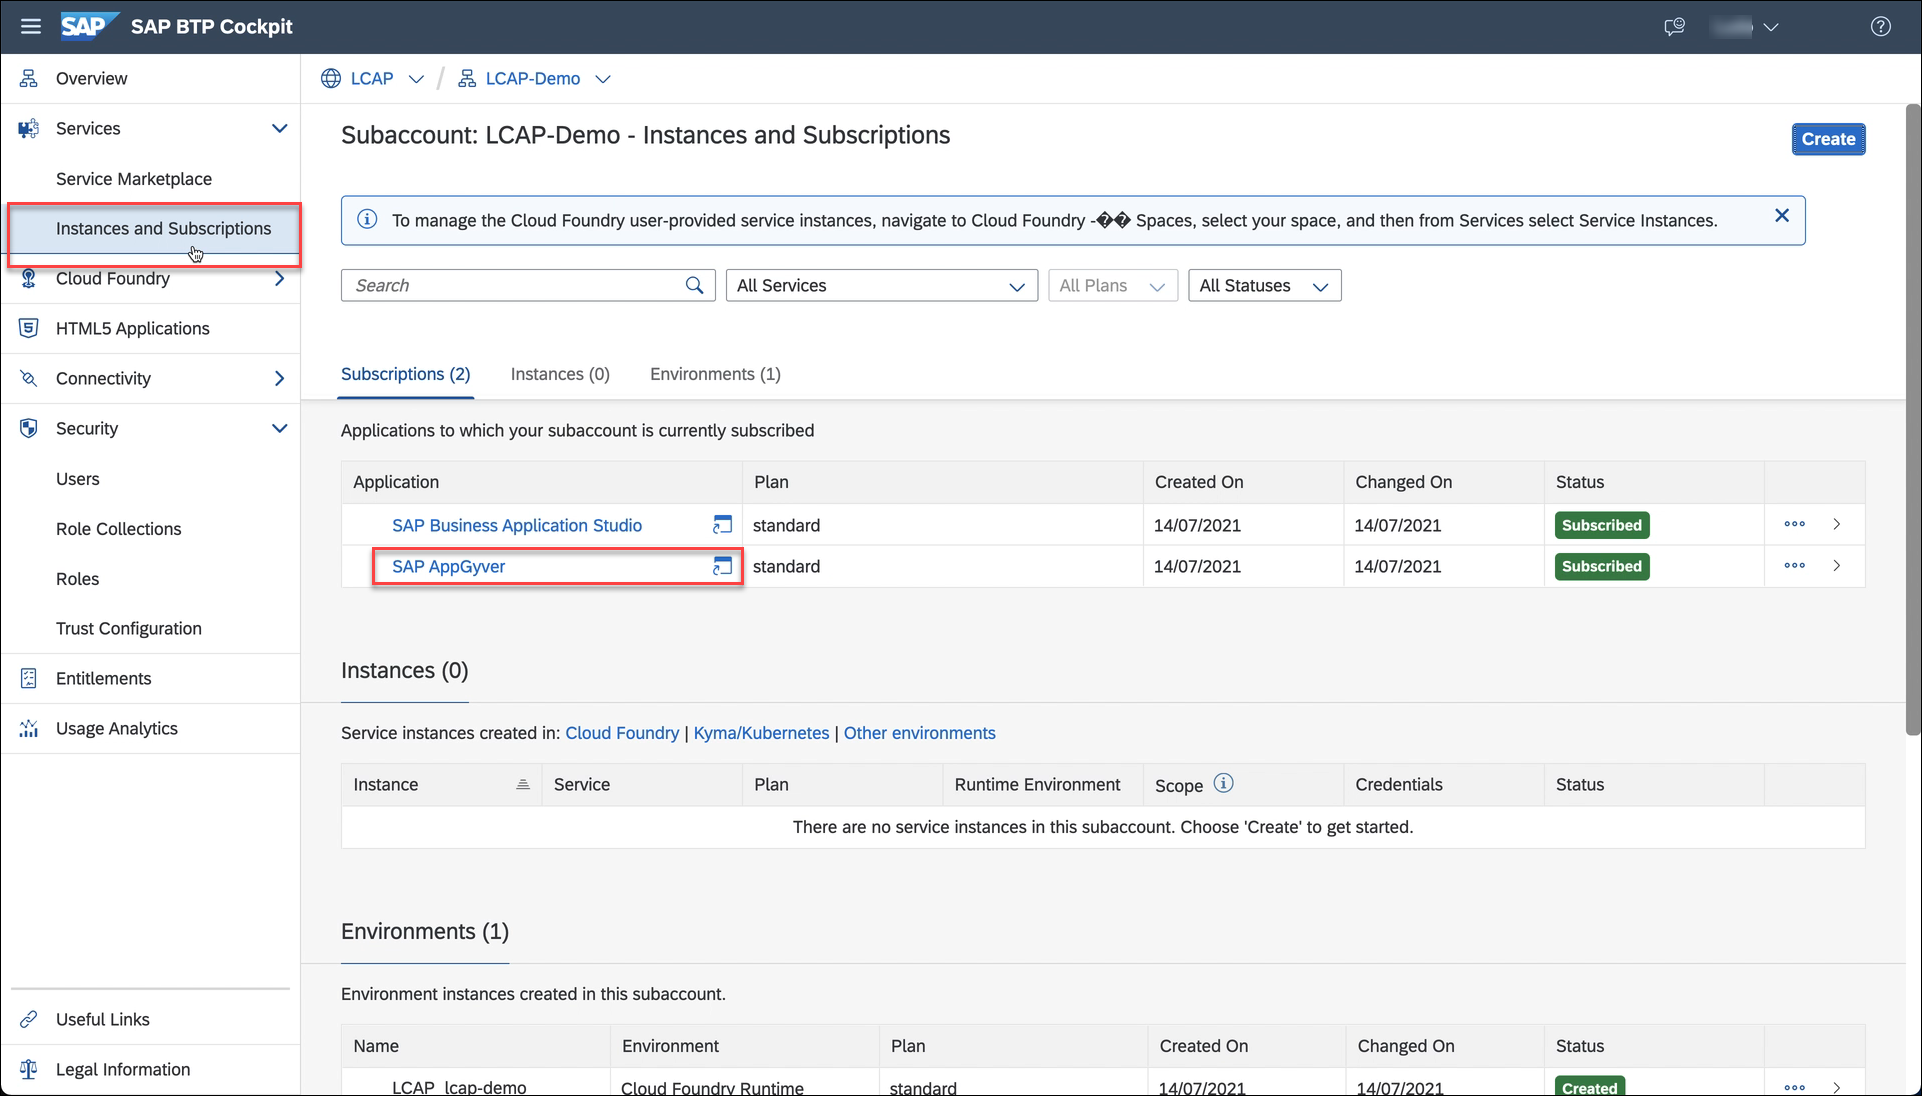 SAP SAP BTP Cockpit
Overview
Services
Service Marketplace
Instances and Subscriptions
Cloud Foundry
HTML5 Applications
Connectivity
Security
Users
Role Collections
Roles
Trust Configuration
Entitlements
Usage Analytics
Useful Links
Legal Information
LCAP / LCAP-Demo
Subaccount: LCAP-Demo - Instances and Subscriptions
Create
To manage the Cloud Foundry user-provided service instances, navigate to Cloud Foundry -�� Spaces, select your space, and then from Services select Service Instances.
Search All Services All Plans All Statuses
Subscriptions (2) Instances (0) Environments (1)
Applications to which your subaccount is currently subscribed
Application Plan Created On Changed On Status
SAP Business Application Studio standard 14/07/2021 14/07/2021 Subscribed
SAP AppGyver standard 14/07/2021 14/07/2021 Subscribed
Instances (0)
Service instances created in: Cloud Foundry | Kyma/Kubernetes | Other environments
Instance Service Plan Runtime Environment Scope Credentials Status
There are no service instances in this subaccount. Choose 'Create' to get started.
Environments (1)
Environment instances created in this subaccount.
Name Environment Plan Created On Changed On Status
LCAP_lcap-demo Cloud Foundry Runtime standard 14/07/2021 14/07/2021 Created